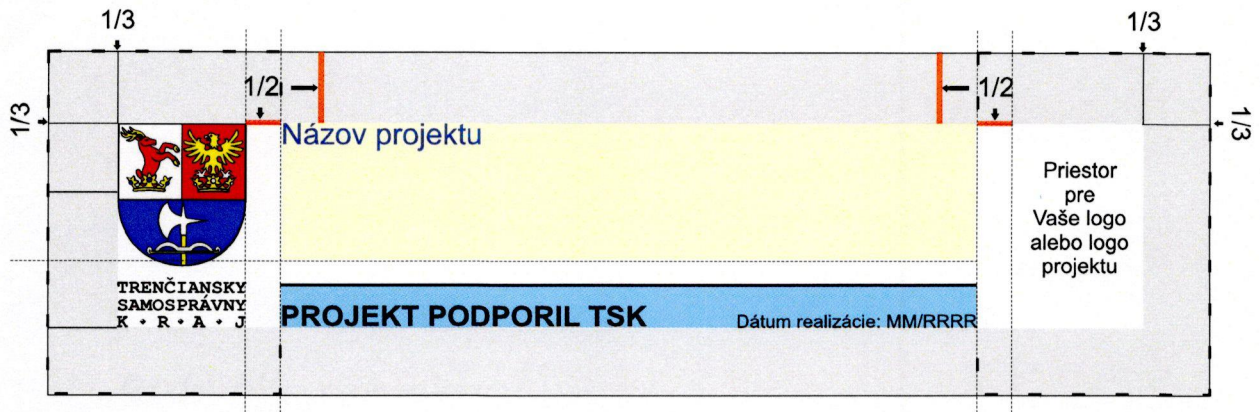 1/3
1/3
1/2
1/2
1/3
1/3
Názov projektu
Priestor
pre
Vaše logo
alebo logo
projektu
TRENČIANSKY
SAMOSPRÁVNY
K · R · A · J
PROJEKT PODPORIL TSK
Dátum realizácie: MM/RRRR